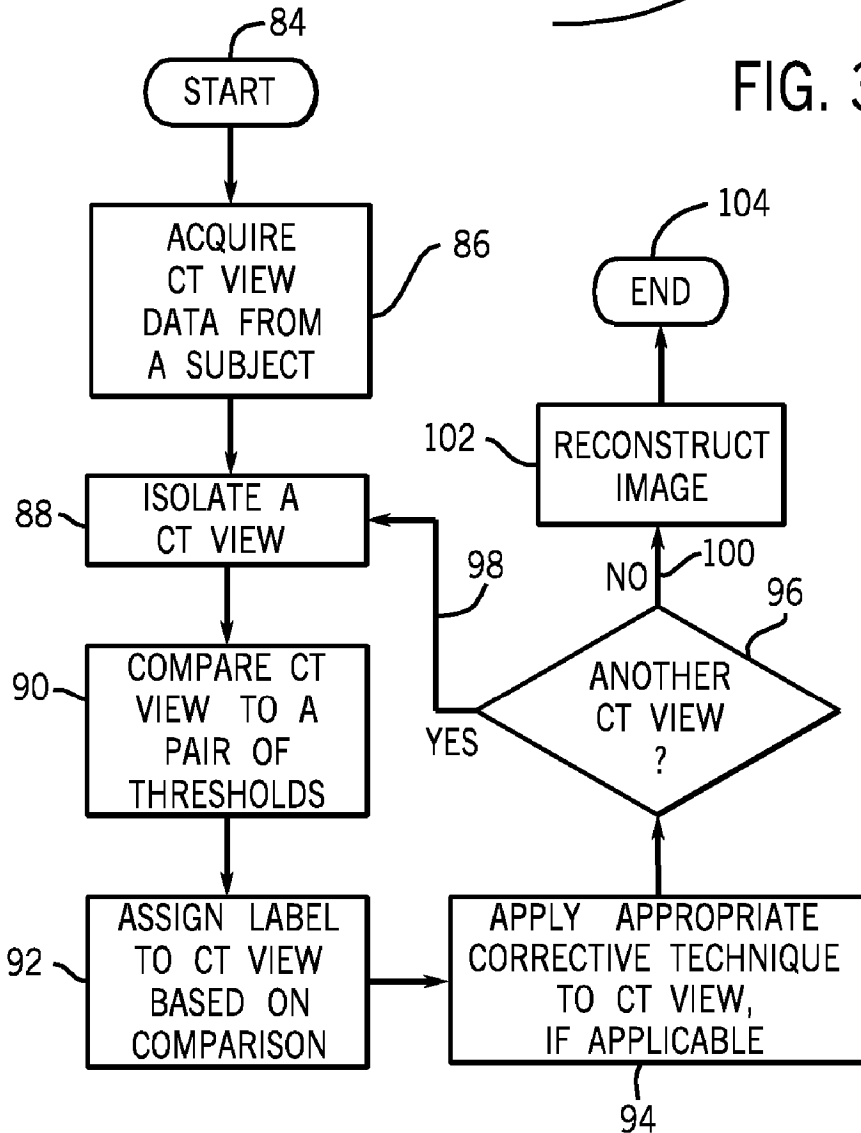 84
START
FIG. 3
ACQUIRE
CT VIEW
DATA FROM
A SUBJECT
86
88
ISOLATE A
CT VIEW
90
COMPARE CT
VIEW TO A
PAIR OF
THRESHOLDS
92
ASSIGN LABEL
TO CT VIEW
BASED ON
COMPARISON
APPLY APPROPRIATE
CORRECTIVE TECHNIQUE
TO CT VIEW,
IF APPLICABLE
94
96
ANOTHER
CT VIEW
?
YES
98
NO
100
102
RECONSTRUCT
IMAGE
104
END